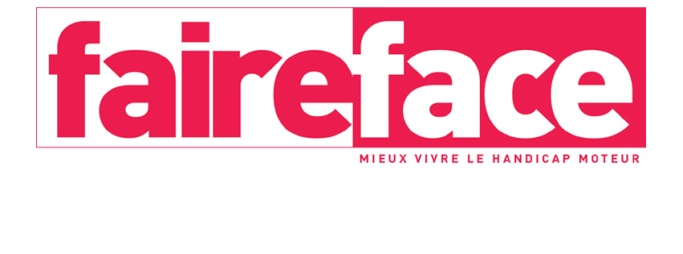 faireface
MIEUX VIVRE LE HANDICAP MOTEUR